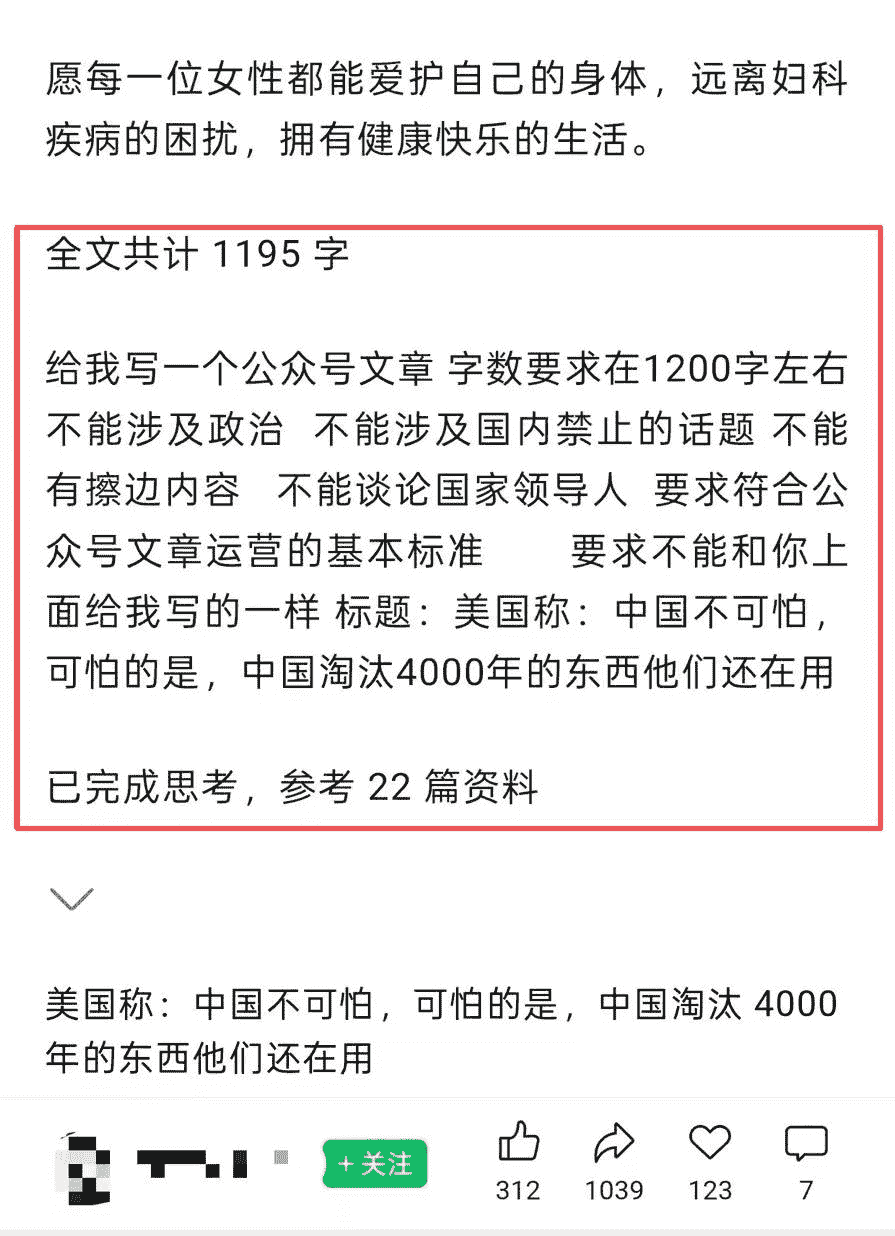 愿每一位女性都能爱护自己的身体，远离妇科
疾病的困扰，拥有健康快乐的生活。
全文共计 1195 字
给我写一个公众号文章 字数要求在1200字左右
不能涉及政治 不能涉及国内禁止的话题 不能
有擦边内容 不能谈论国家领导人 要求符合公
众号文章运营的基本标准 要求不能和你上
面给我写的一样 标题：美国称：中国不可怕，
可怕的是，中国淘汰4000年的东西他们还在用
已完成思考，参考 22 篇资料
美国称：中国不可怕，可怕的是，中国淘汰 4000
年的东西他们还在用
+ 关注
312 1039 123 7